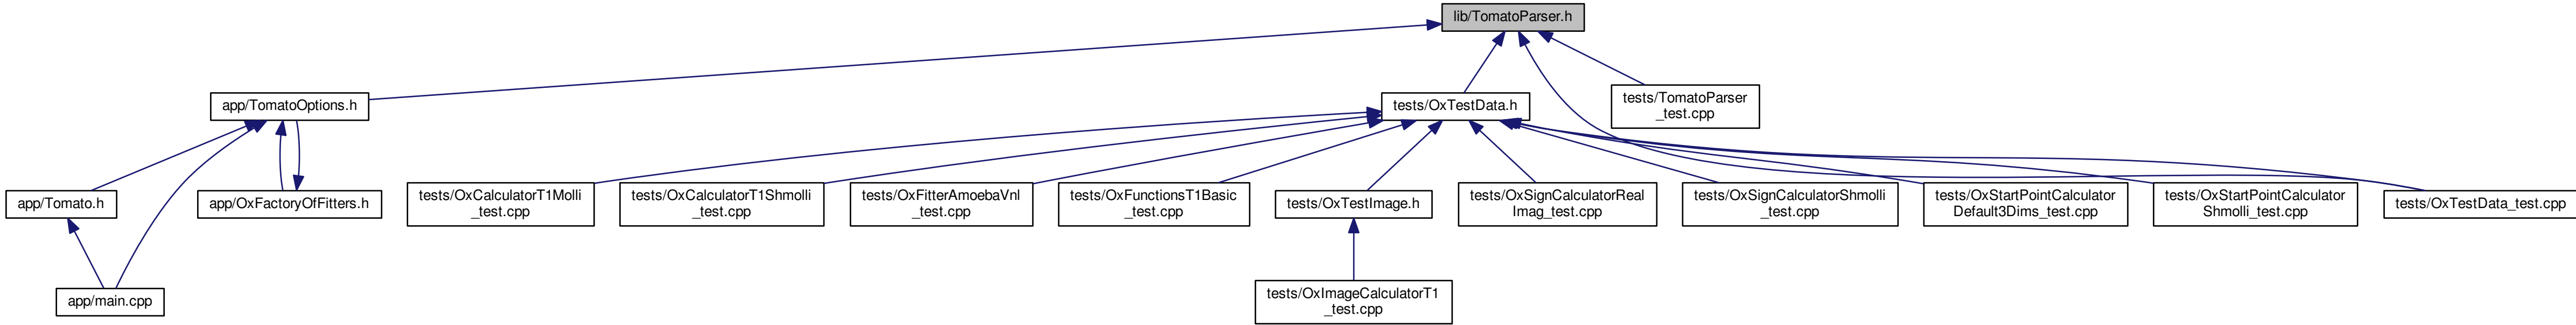 lib/TomatoParser.h
app/TomatoOptions.h
tests/OxTestData.h
tests/TomatoParser
_test.cpp
app/Tomato.h
app/OxFactoryOfFitters.h
tests/OxCalculatorT1Molli
_test.cpp
tests/OxCalculatorT1Shmolli
_test.cpp
tests/OxFitterAmoebaVnl
_test.cpp
tests/OxFunctionsT1Basic
_test.cpp
tests/OxTestImage.h
tests/OxSignCalculatorReal
Imag_test.cpp
tests/OxSignCalculatorShmolli
_test.cpp
tests/OxStartPointCalculator
Default3Dims_test.cpp
tests/OxStartPointCalculator
Shmolli_test.cpp
tests/OxTestData_test.cpp
app/main.cpp
tests/OxImageCalculatorT1
_test.cpp